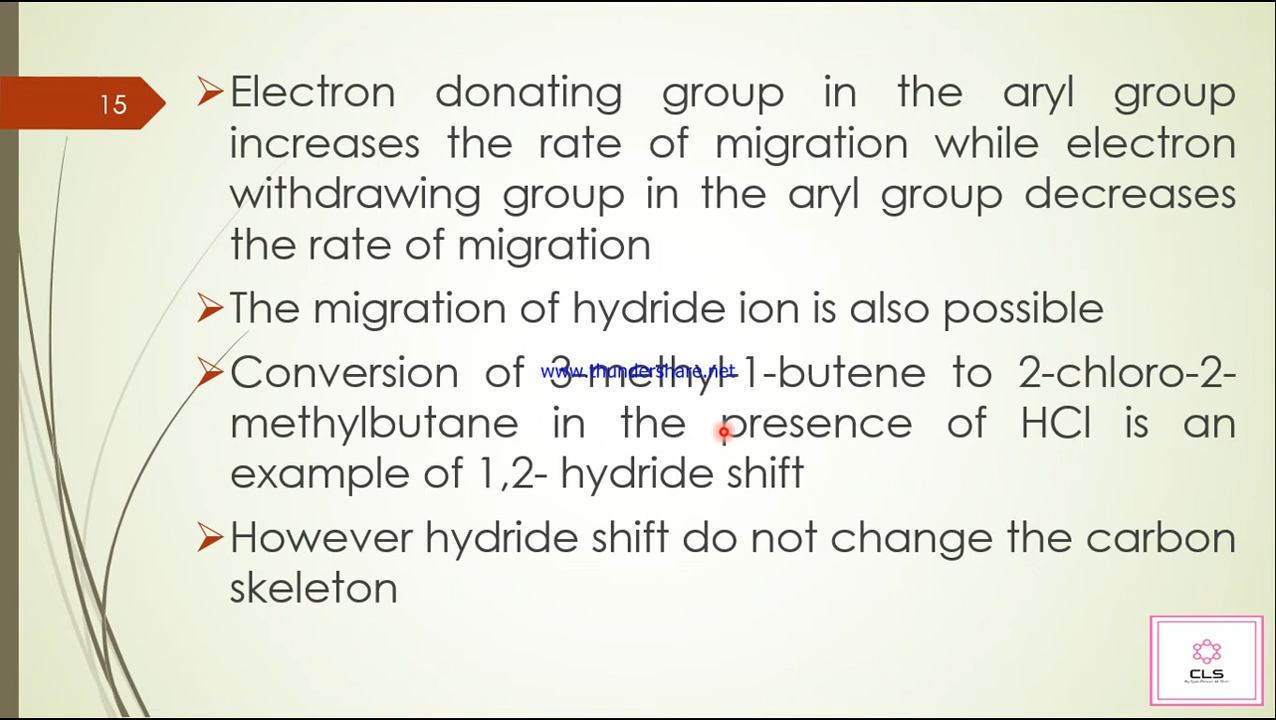 15
Electron donating group in the aryl group
increases the rate of migration while electron
withdrawing group in the aryl group decreases
the rate of migration
The migration of hydride ion is also possible
Conversion of 3-methyl-1-butene to 2-chloro-2-
www.thundershare.net
methylbutane in the presence of HCl is an
example of 1,2- hydride shift
However hydride shift do not change the carbon
skeleton
CLS